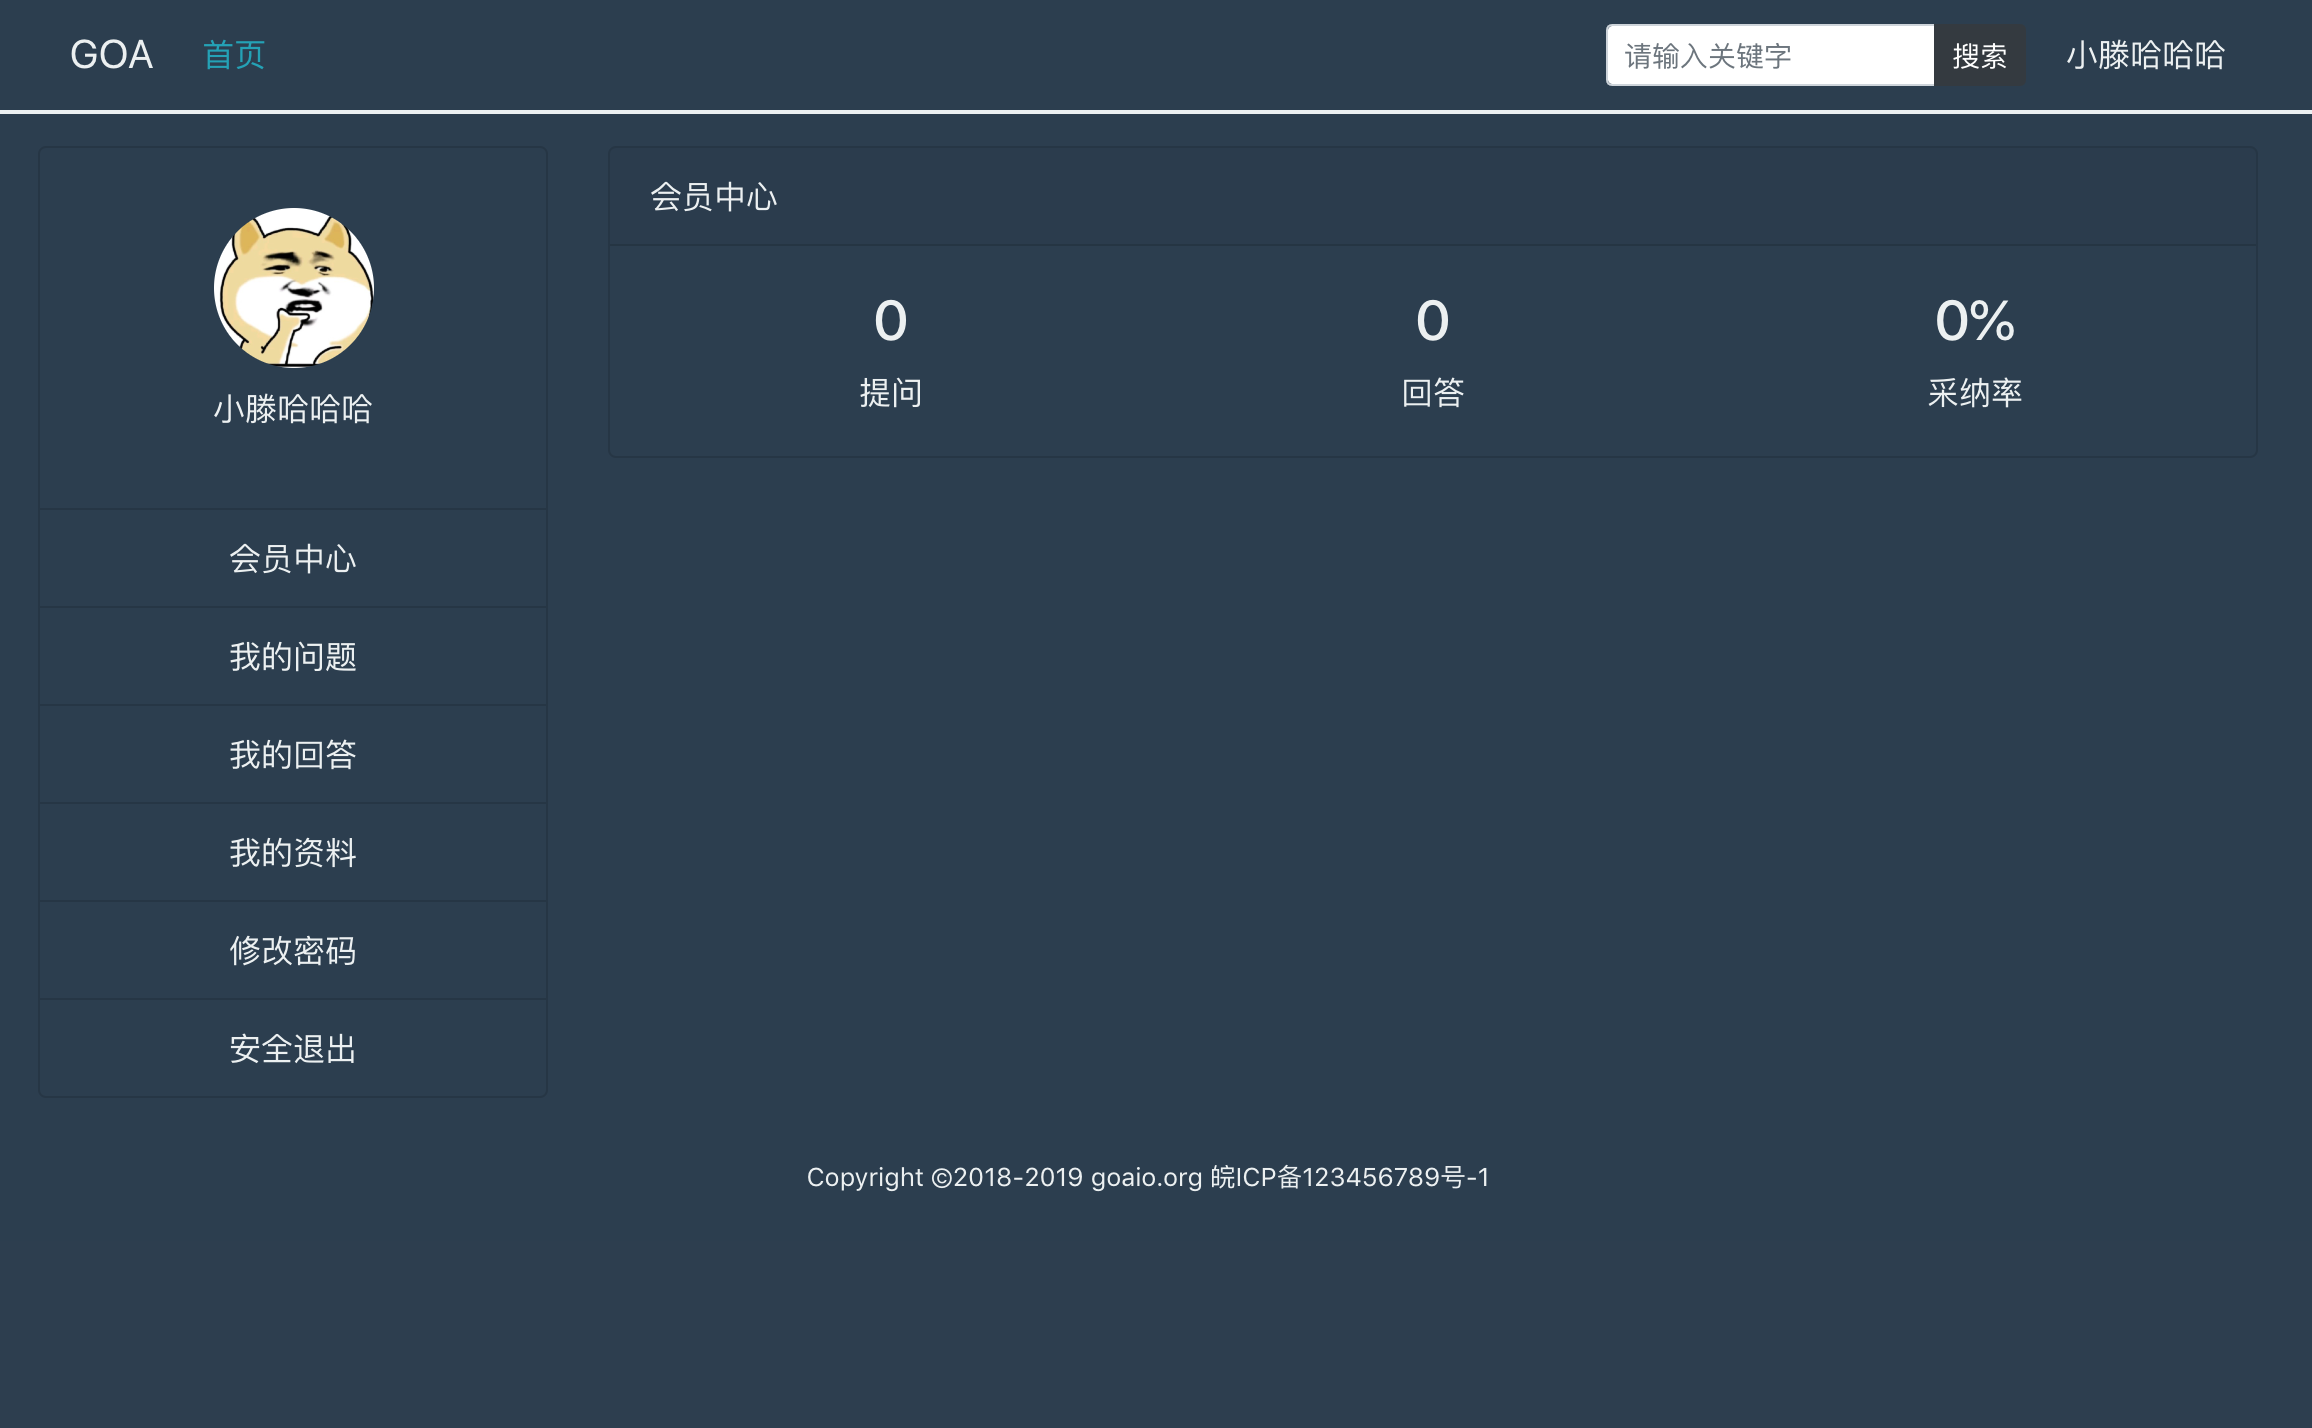 GOA 首页 请输入关键字 搜索 小滕哈哈哈
小滕哈哈哈
会员中心
我的问题
我的回答
我的资料
修改密码
安全退出
会员中心
0 0 0%
提问 回答 采纳率
Copyright ©2018-2019 goaio.org 皖ICP备123456789号-1